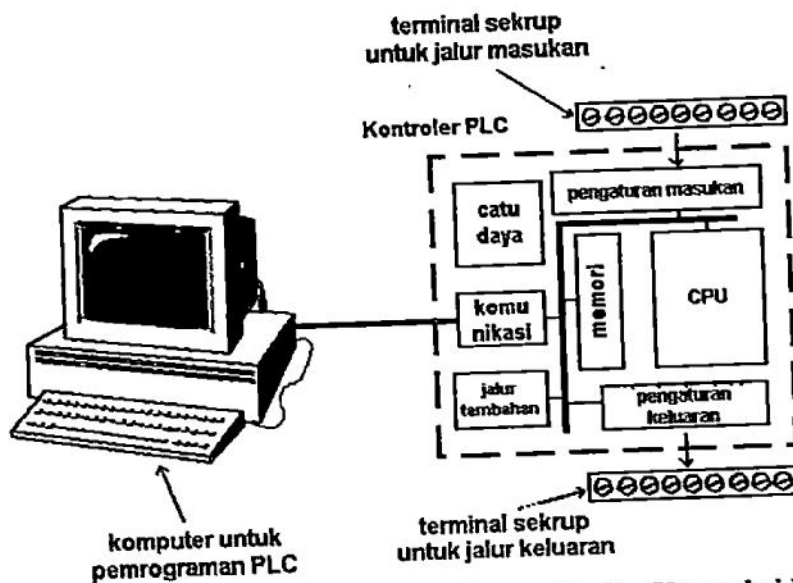 terminal sekrup
untuk jalur masukan
Kontroler PLC
pengaturan masukan
catu
daya
komu
nikasi
memori
CPU
jalur
tambahan
pengaturan
keluaran
komputer untuk
pemrograman PLC
terminal sekrup
untuk jalur keluaran